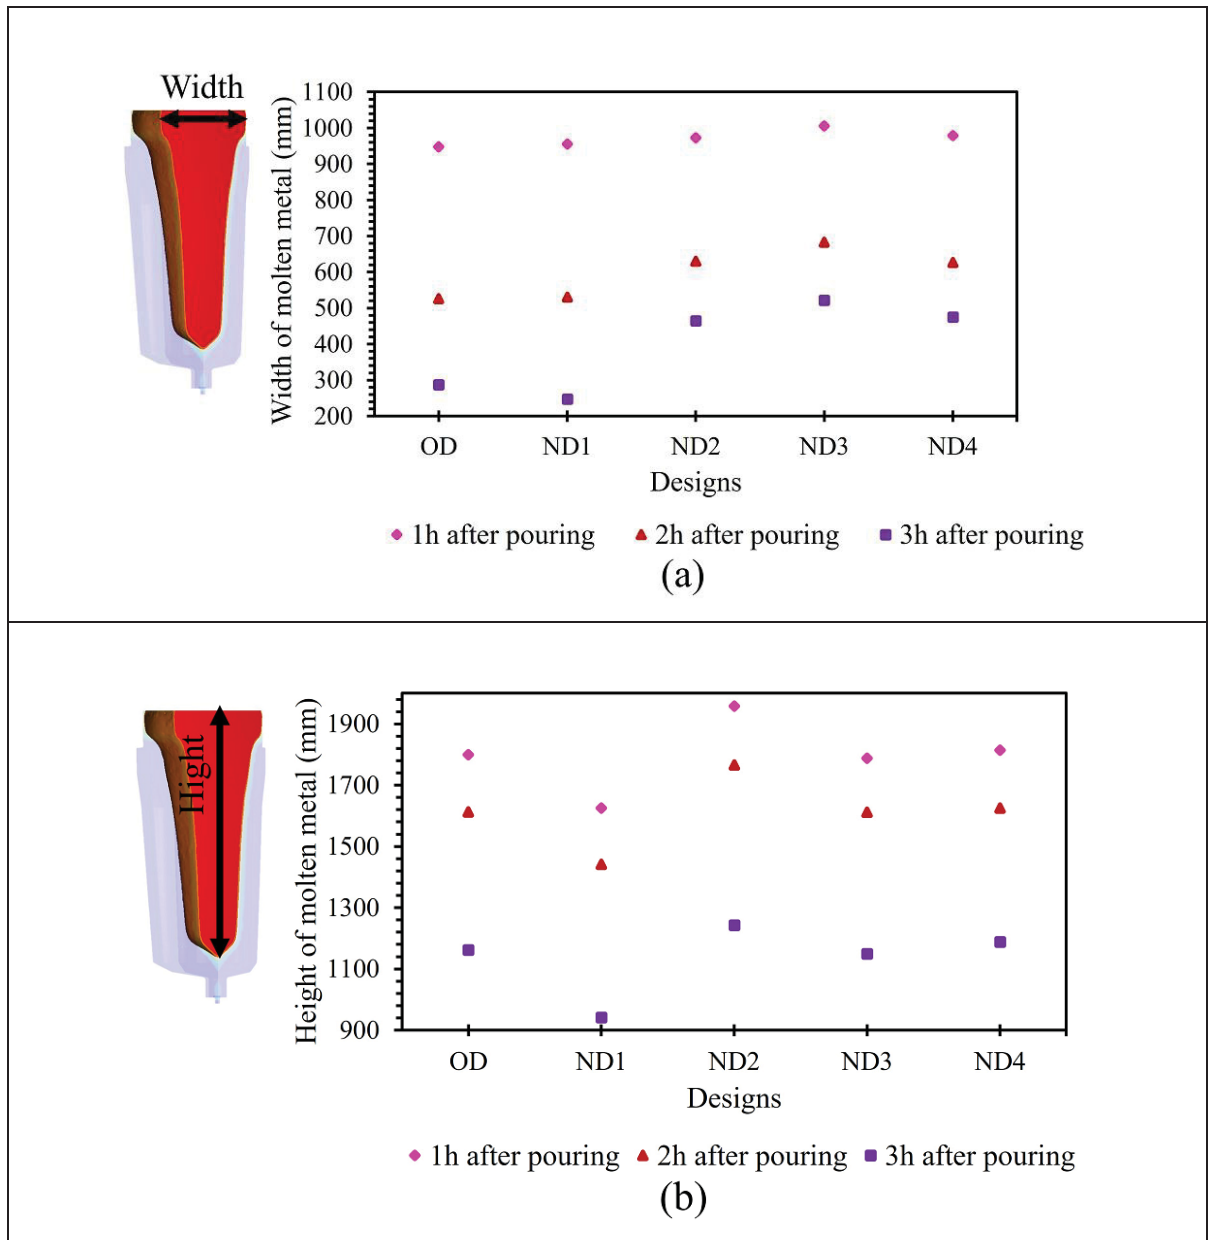 Width
Width of molten metal (mm)
1100
1000
900
800
700
600
500
400
300
200
OD ND1 ND2 ND3 ND4
Designs
1h after pouring 2h after pouring 3h after pouring
(a)
Hight
Height of molten metal (mm)
1900
1700
1500
1300
1100
900
OD ND1 ND2 ND3 ND4
Designs
1h after pouring 2h after pouring 3h after pouring
(b)